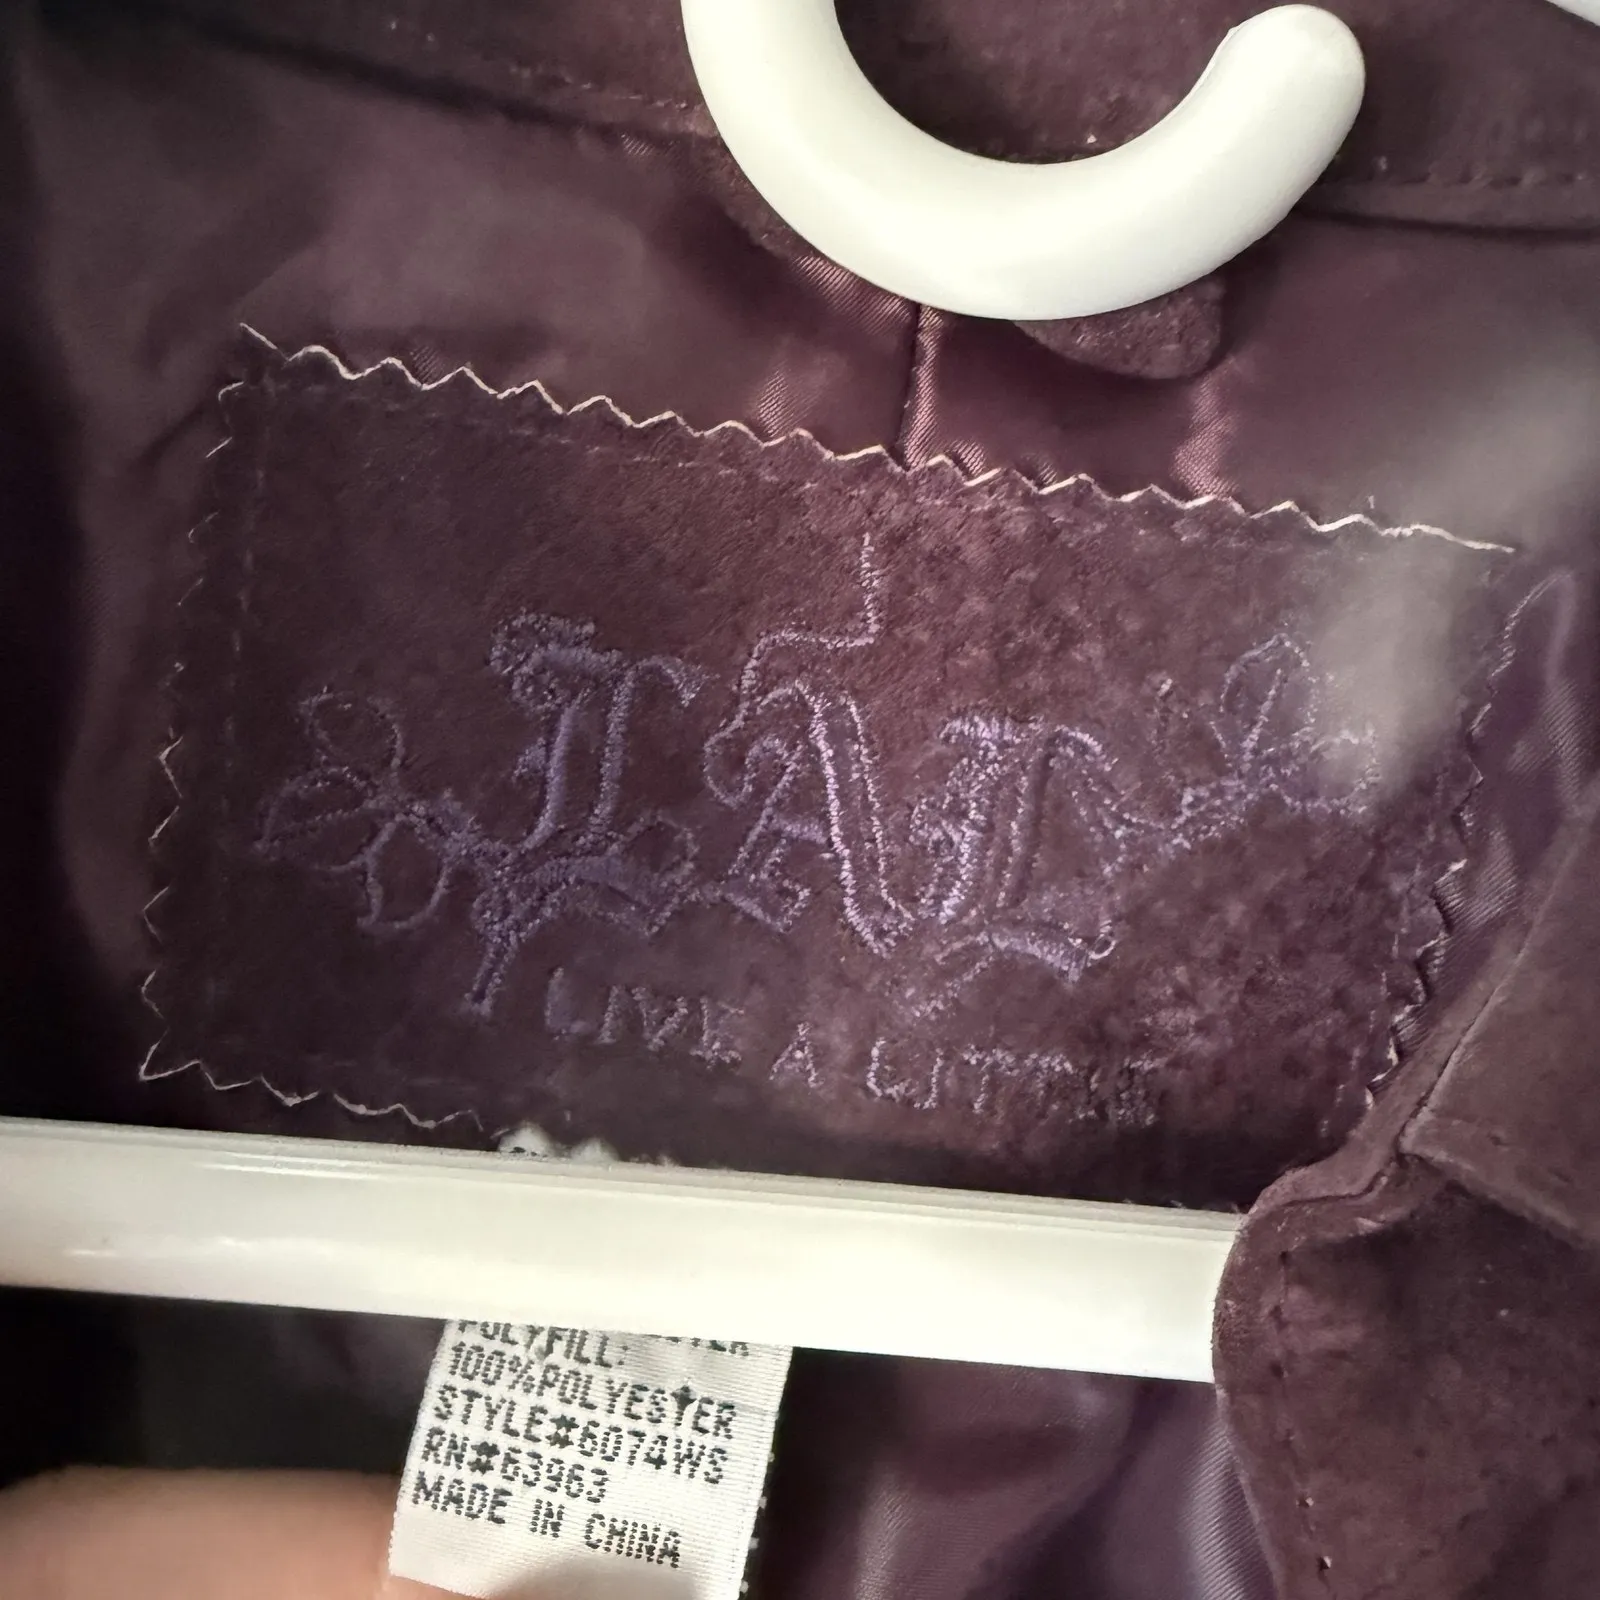 LAL
LIVE A LITTLE
POLYFILL:
100%POLYESTER
STYLE#6074WS
RN#63963
MADE IN CHINA